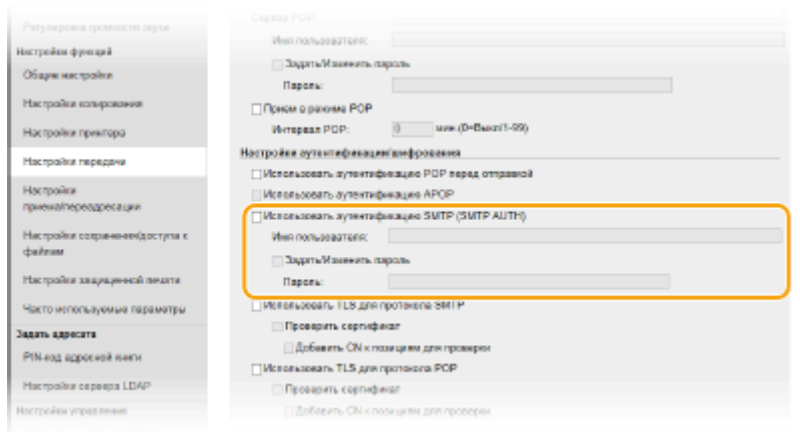 Регулировка громкости звука
Настройки функций
Общие настройки
Настройки копирования
Настройки принтера
Настройки передачи
Настройки
приема/переадресации
Настройки сохранения/доступа к
файлам
Настройки защищенной печати
Часто используемые параметры
Задать адресата
PIN-код адресной книги
Настройки сервера LDAP
Настройки управления
Сервер POP:
Имя пользователя:
Задать/Изменить пароль
Пароль:
Прием в режиме POP
Интервал POP: 0 мин.(0=Выкл/1-99)
Настройки аутентификации/шифрования
Использовать аутентификацию POP перед отправкой
Использовать аутентификацию APOP
Использовать аутентификацию SMTP (SMTP AUTH)
Имя пользователя:
Задать/Изменить пароль
Пароль:
Использовать TLS для протокола SMTP
Проверить сертификат
Добавить CN к позициям для проверки
Использовать TLS для протокола POP
Проверить сертификат
Добавить CN к позициям для проверки